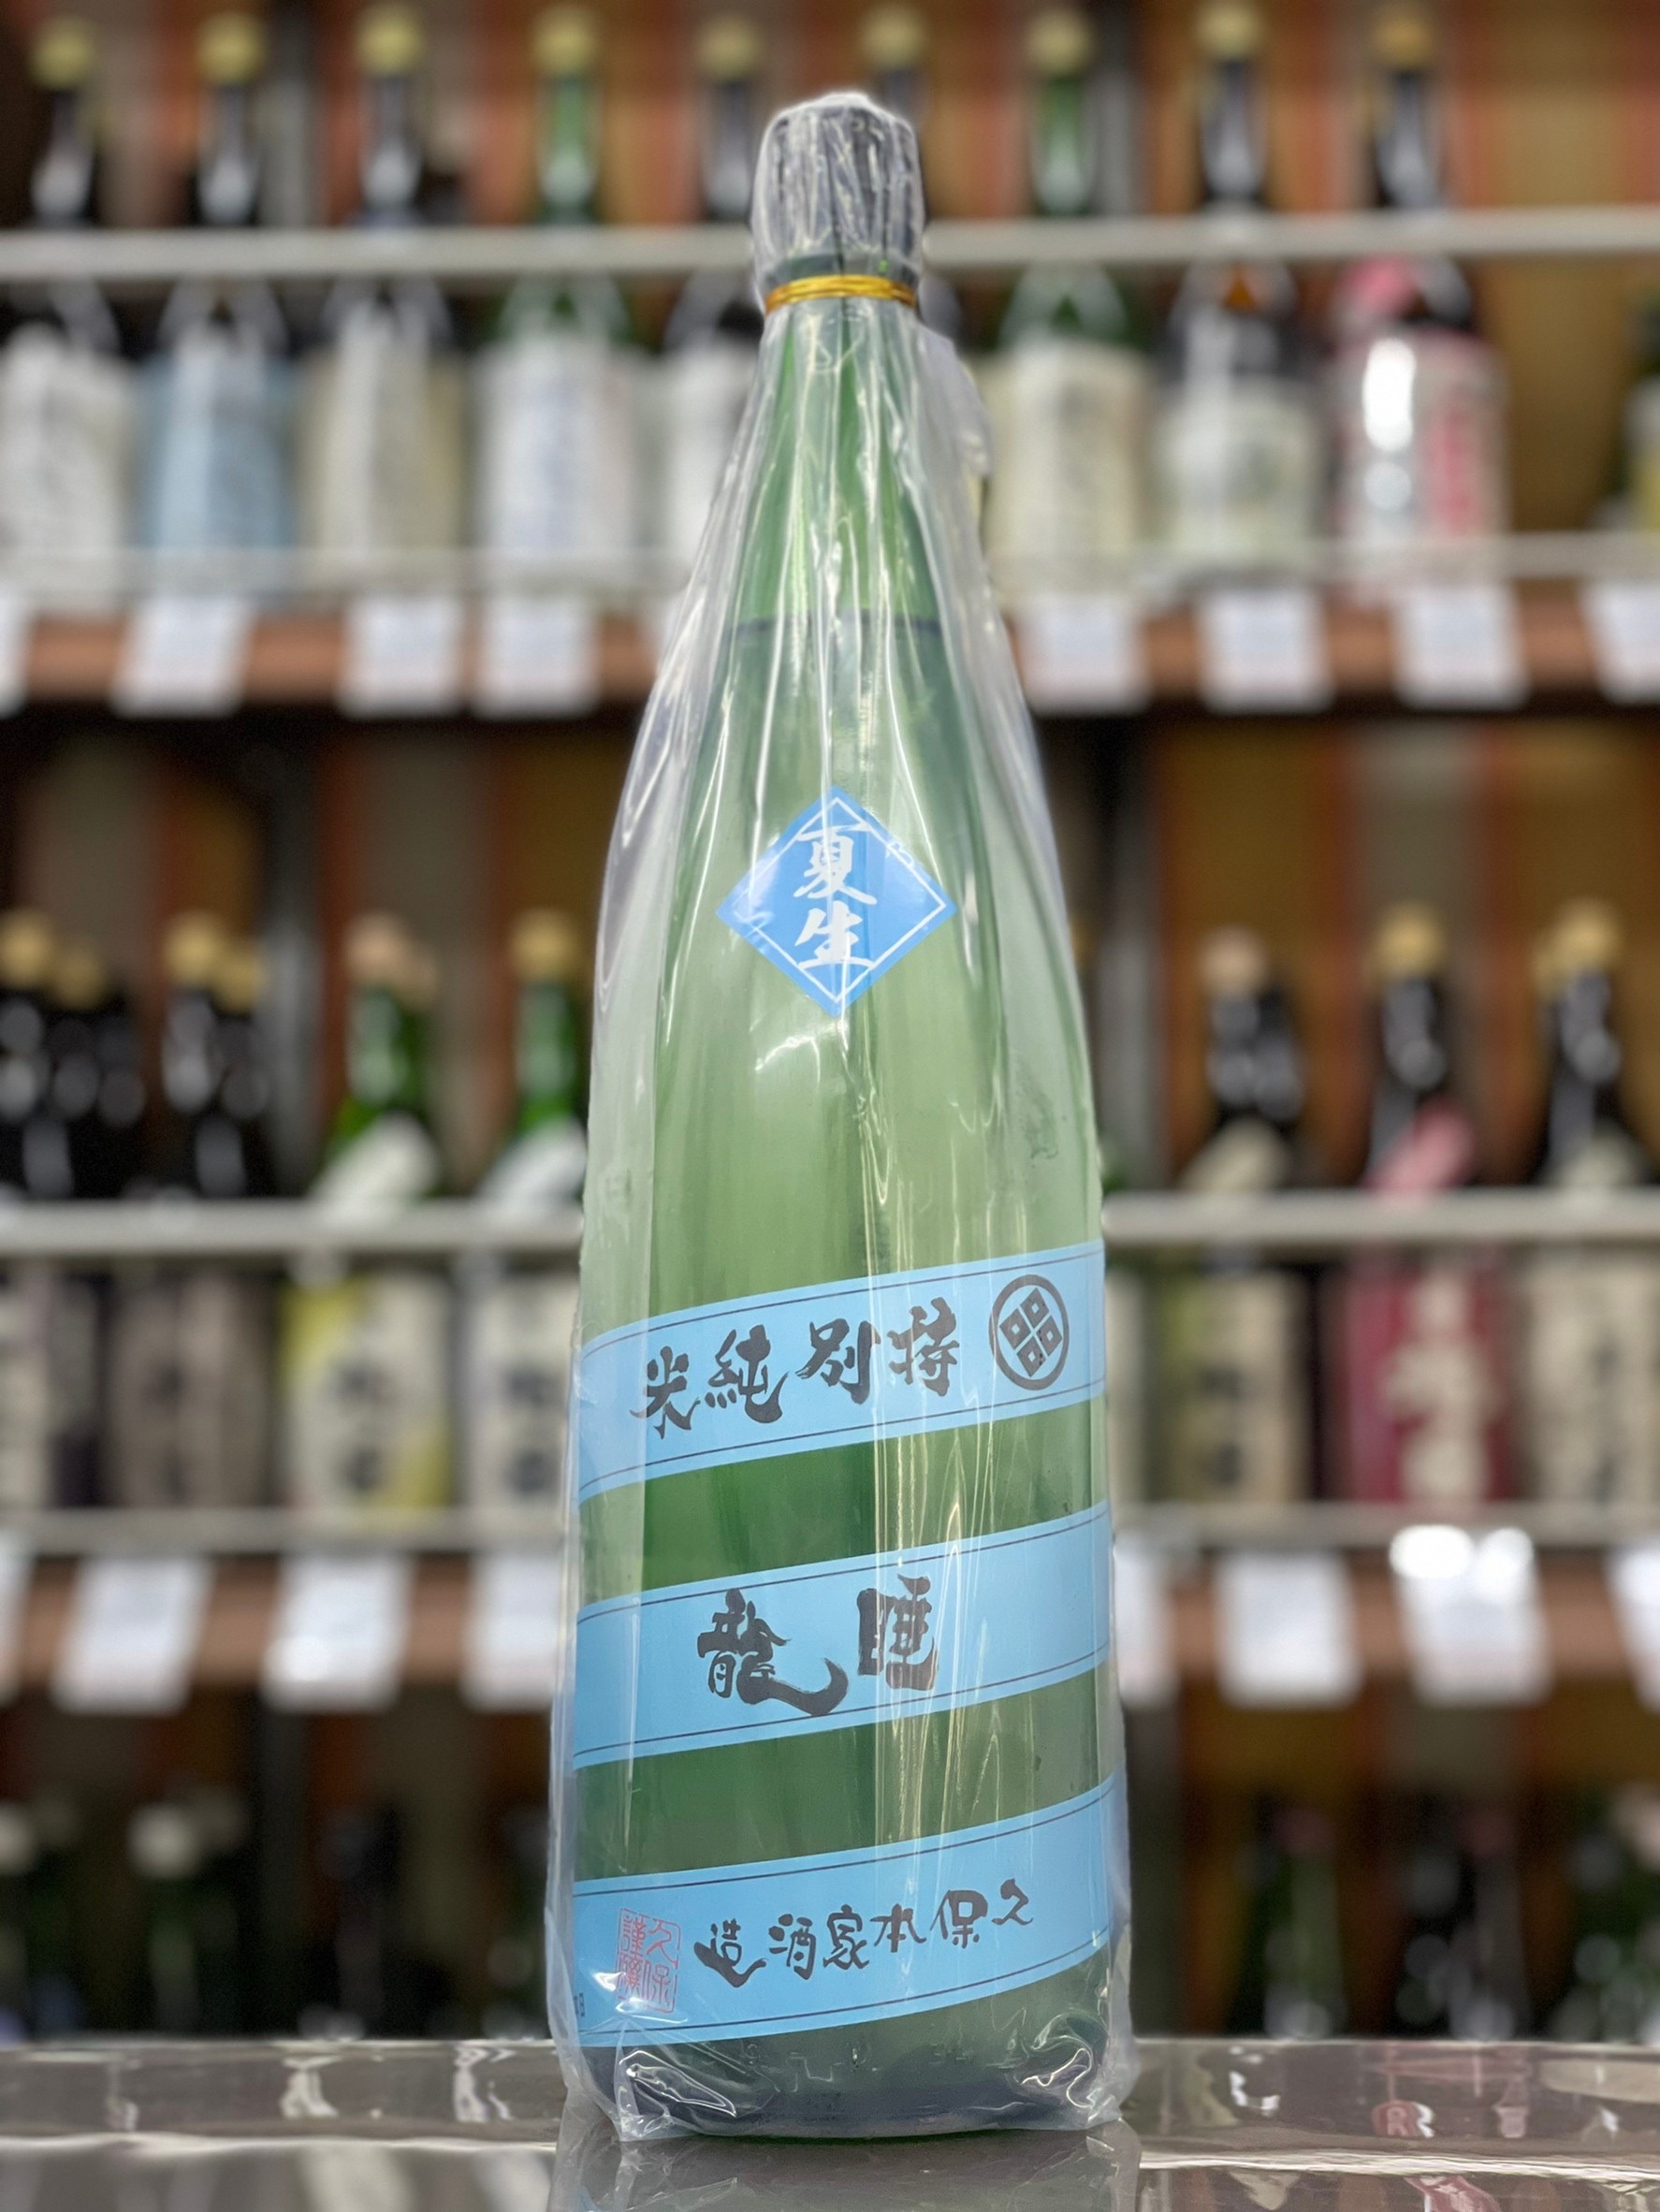 夏生
特別純米
睡龍
久保本家酒造
久保
謹醸